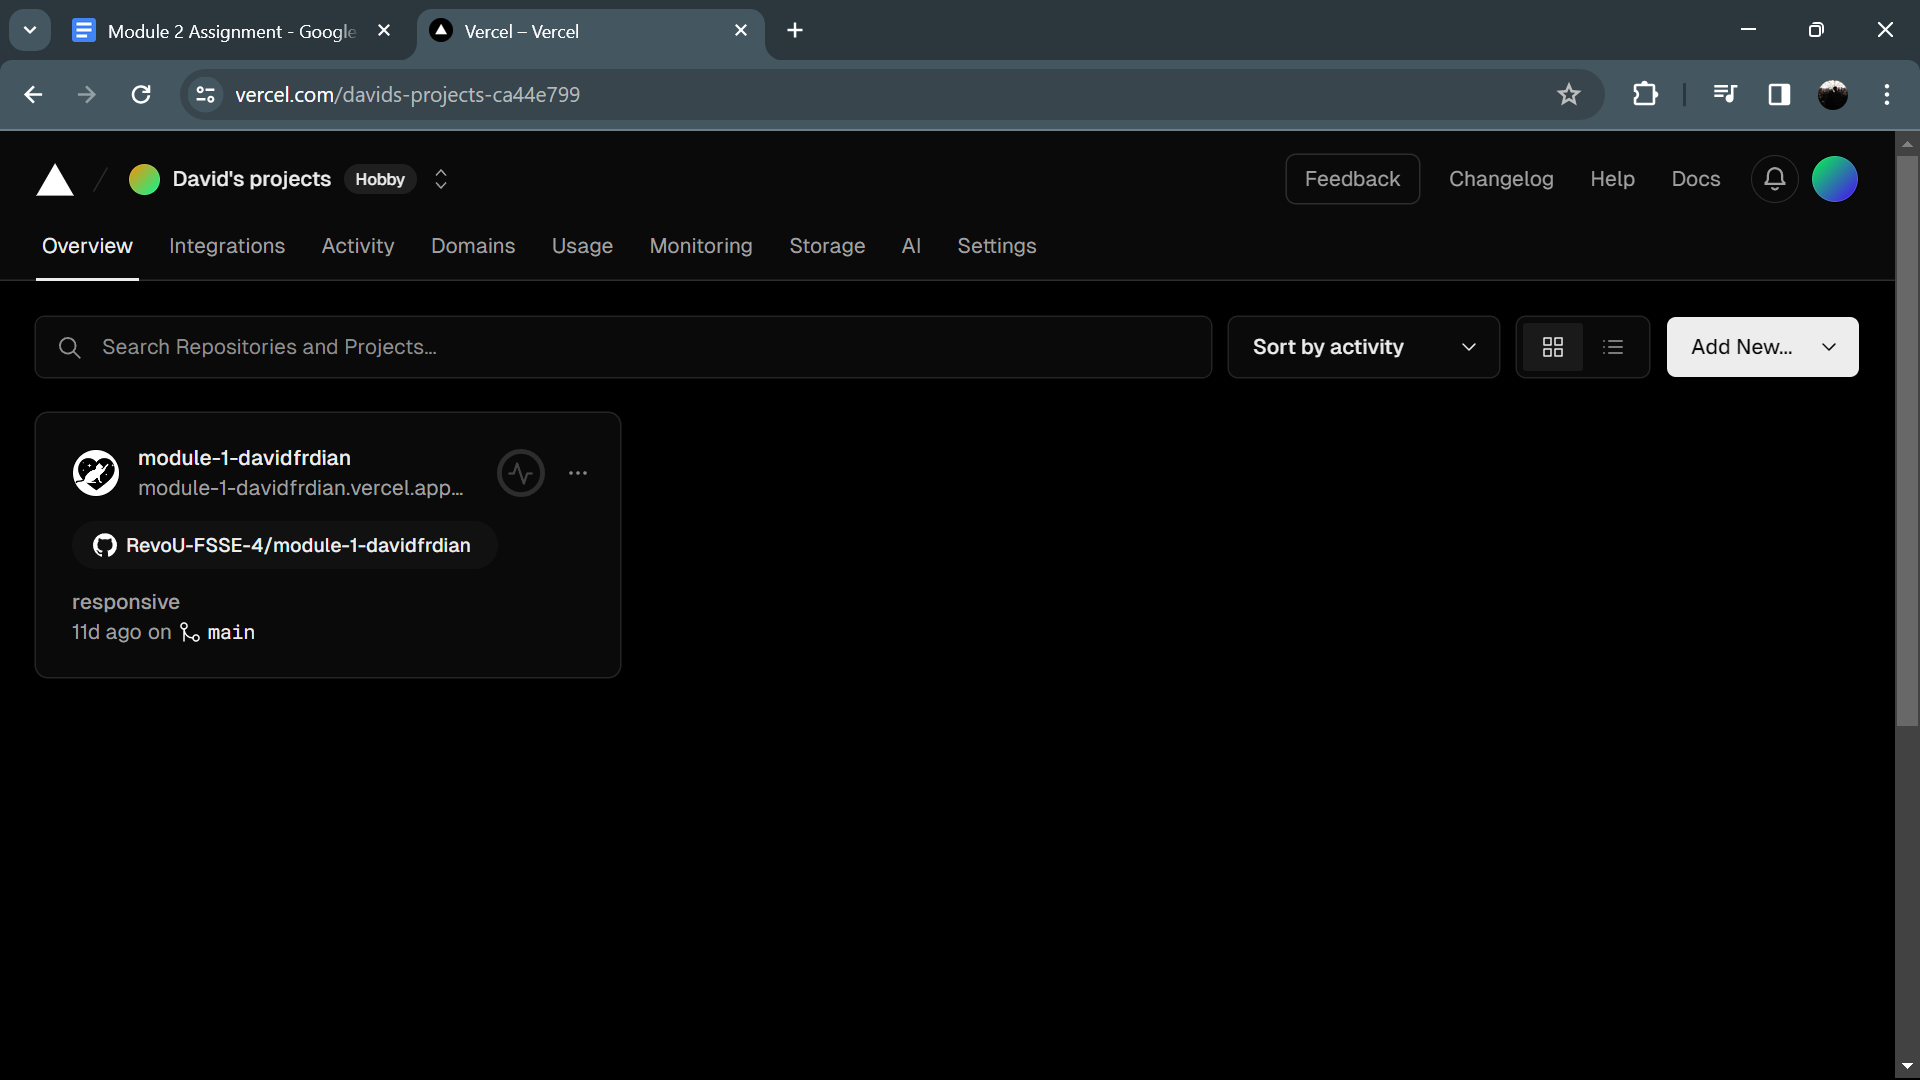 Module 2 Assignment - Google
Vercel – Vercel
vercel.com/davids-projects-ca44e799
David's projects Hobby
Feedback Changelog Help Docs
Overview Integrations Activity Domains Usage Monitoring Storage AI Settings
Search Repositories and Projects...
Sort by activity
Add New...
module-1-davidfrdian
module-1-davidfrdian.vercel.app...
RevoU-FSSE-4/module-1-davidfrdian
responsive
11d ago on main